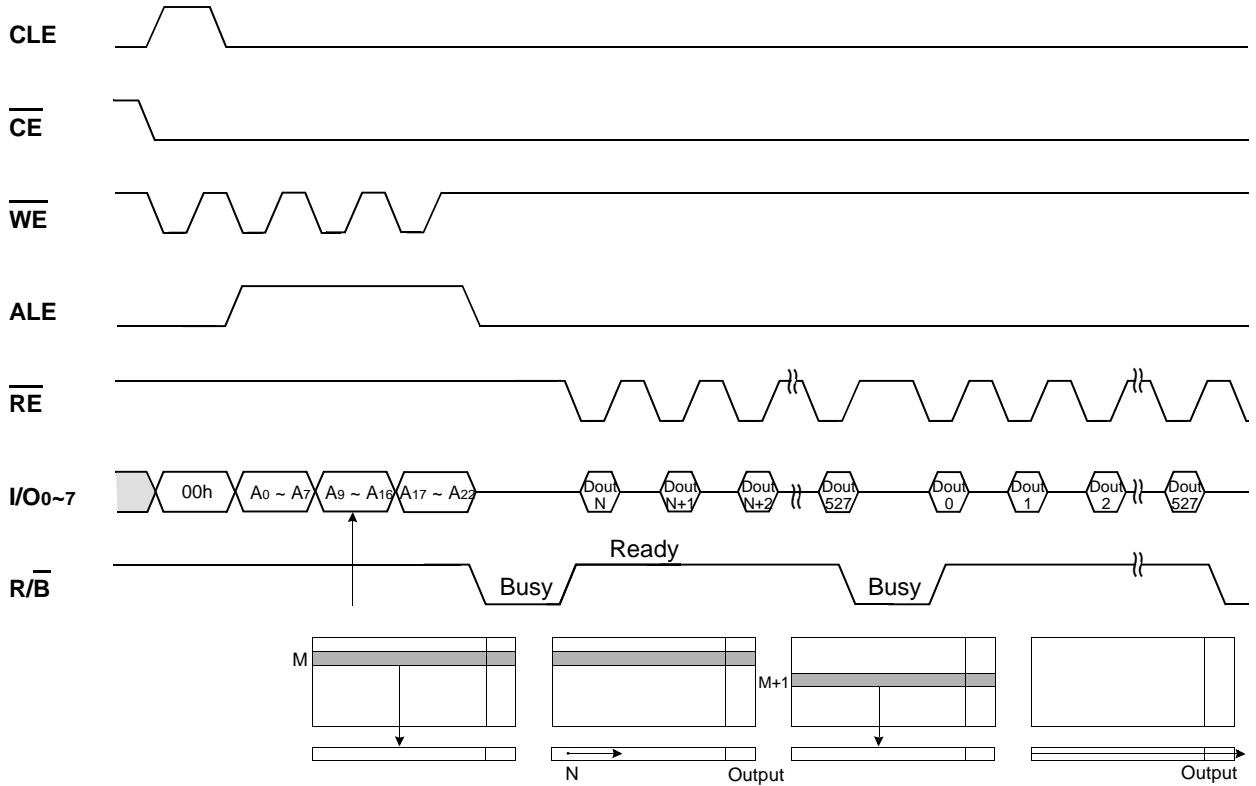 CLE
CE
WE
ALE
RE
I/O0~7
00h A0 ~ A7 A9 ~ A16 A17 ~ A22
Dout N
Dout N+1
Dout N+2
Dout 527
Dout 0
Dout 1
Dout 2
Dout 527
R/B
Busy
Ready
Busy
M
M+1
N
Output
Output